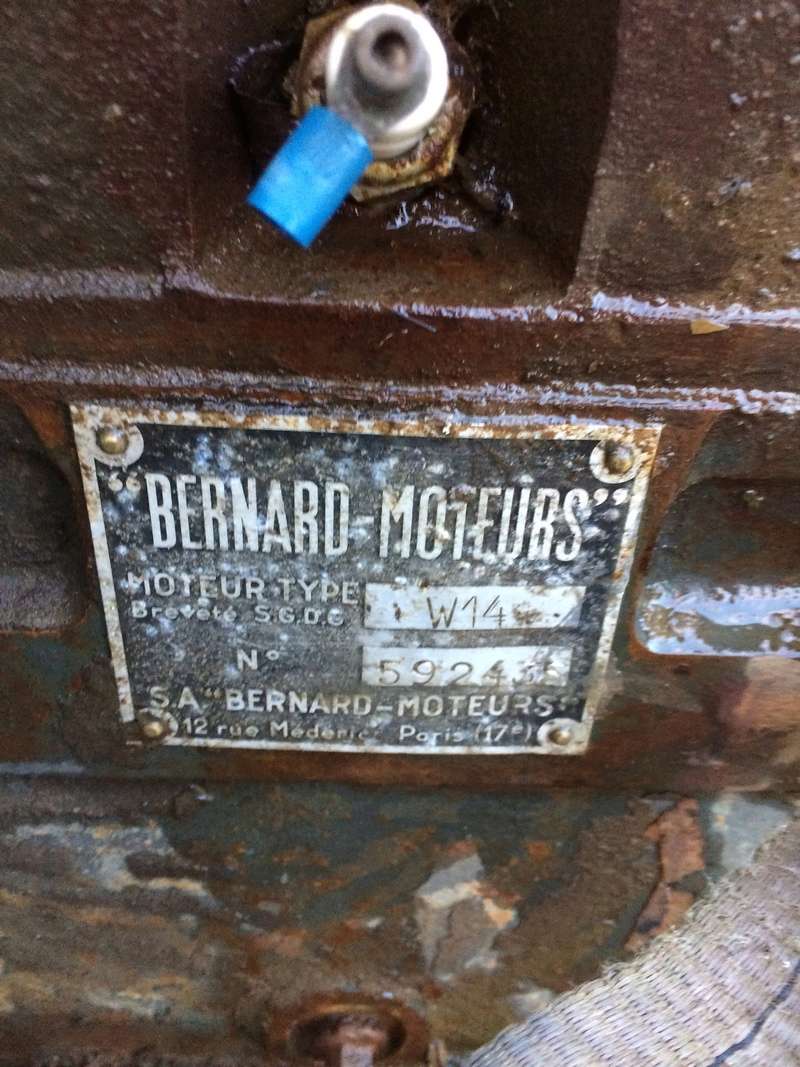 "BERNARD-MOTEURS"
MOTEUR TYPE W14
Breveté S.G.D.G
N°
S.A "BERNARD-MOTEURS"
12 rue Médéric Paris (17e)